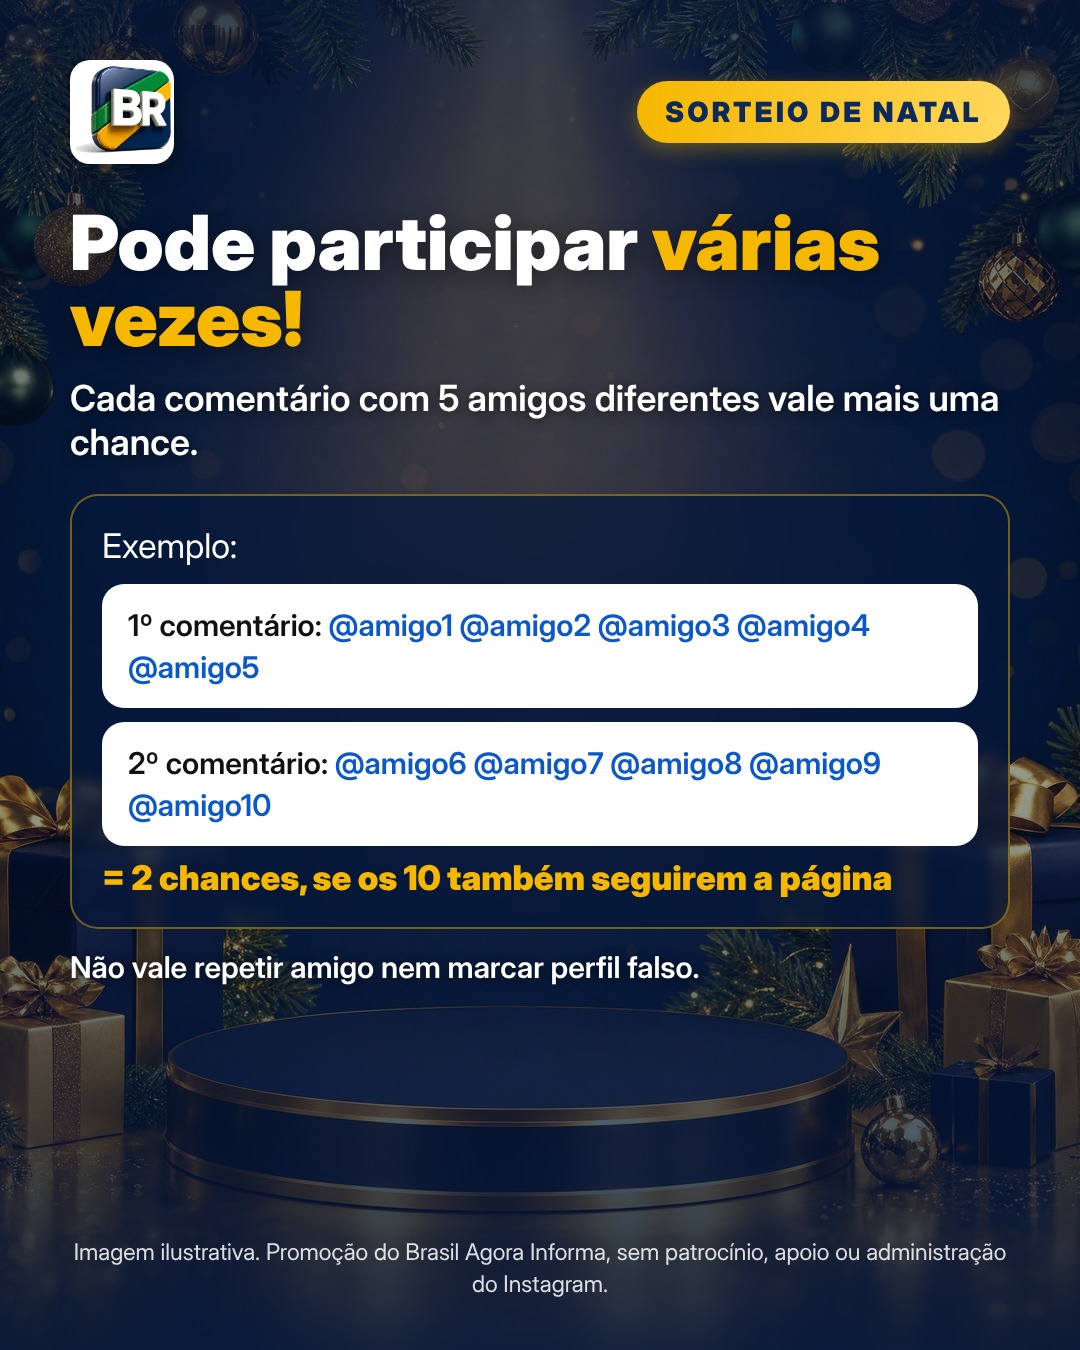 BR
SORTEIO DE NATAL
Pode participar várias
vezes!
Cada comentário com 5 amigos diferentes vale mais uma
chance.
Exemplo:
1º comentário: @amigo1 @amigo2 @amigo3 @amigo4
@amigo5
2º comentário: @amigo6 @amigo7 @amigo8 @amigo9
@amigo10
= 2 chances, se os 10 também seguirem a página
Não vale repetir amigo nem marcar perfil falso.
Imagem ilustrativa. Promoção do Brasil Agora Informa, sem patrocínio, apoio ou administração
do Instagram.